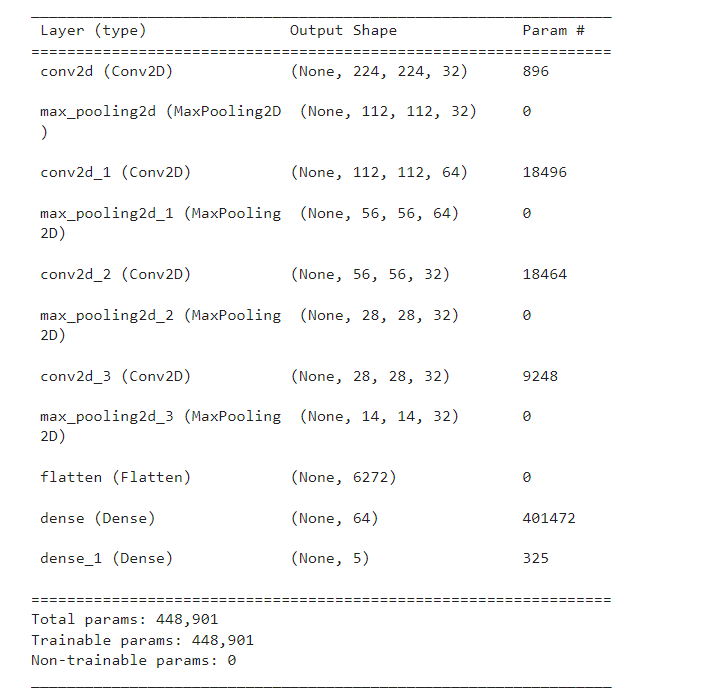 _________________________________________________________________
Layer (type)                Output Shape              Param #
=================================================================
conv2d (Conv2D)             (None, 224, 224, 32)      896
max_pooling2d (MaxPooling2D  (None, 112, 112, 32)     0
)
conv2d_1 (Conv2D)           (None, 112, 112, 64)      18496
max_pooling2d_1 (MaxPooling  (None, 56, 56, 64)       0
2D)
conv2d_2 (Conv2D)           (None, 56, 56, 32)        18464
max_pooling2d_2 (MaxPooling  (None, 28, 28, 32)       0
2D)
conv2d_3 (Conv2D)           (None, 28, 28, 32)        9248
max_pooling2d_3 (MaxPooling  (None, 14, 14, 32)       0
2D)
flatten (Flatten)           (None, 6272)              0
dense (Dense)               (None, 64)                401472
dense_1 (Dense)             (None, 5)                 325
=================================================================
Total params: 448,901
Trainable params: 448,901
Non-trainable params: 0
_________________________________________________________________